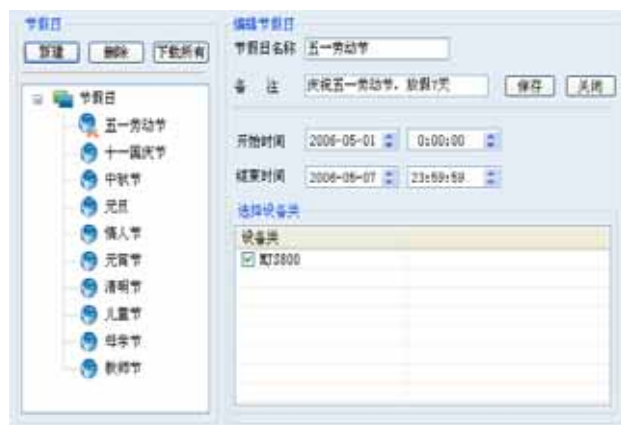 节假日
新建 删除 下载所有
节假日
五一劳动节
十一国庆节
中秋节
元旦
情人节
元宵节
清明节
儿童节
母亲节
教师节
编辑节假日
节假日名称 五一劳动节
备 注 庆祝五一劳动节，放假7天 保存 关闭
开始时间 2006-05-01 0:00:00
结束时间 2006-05-07 23:59:59
选择设备类
设备类